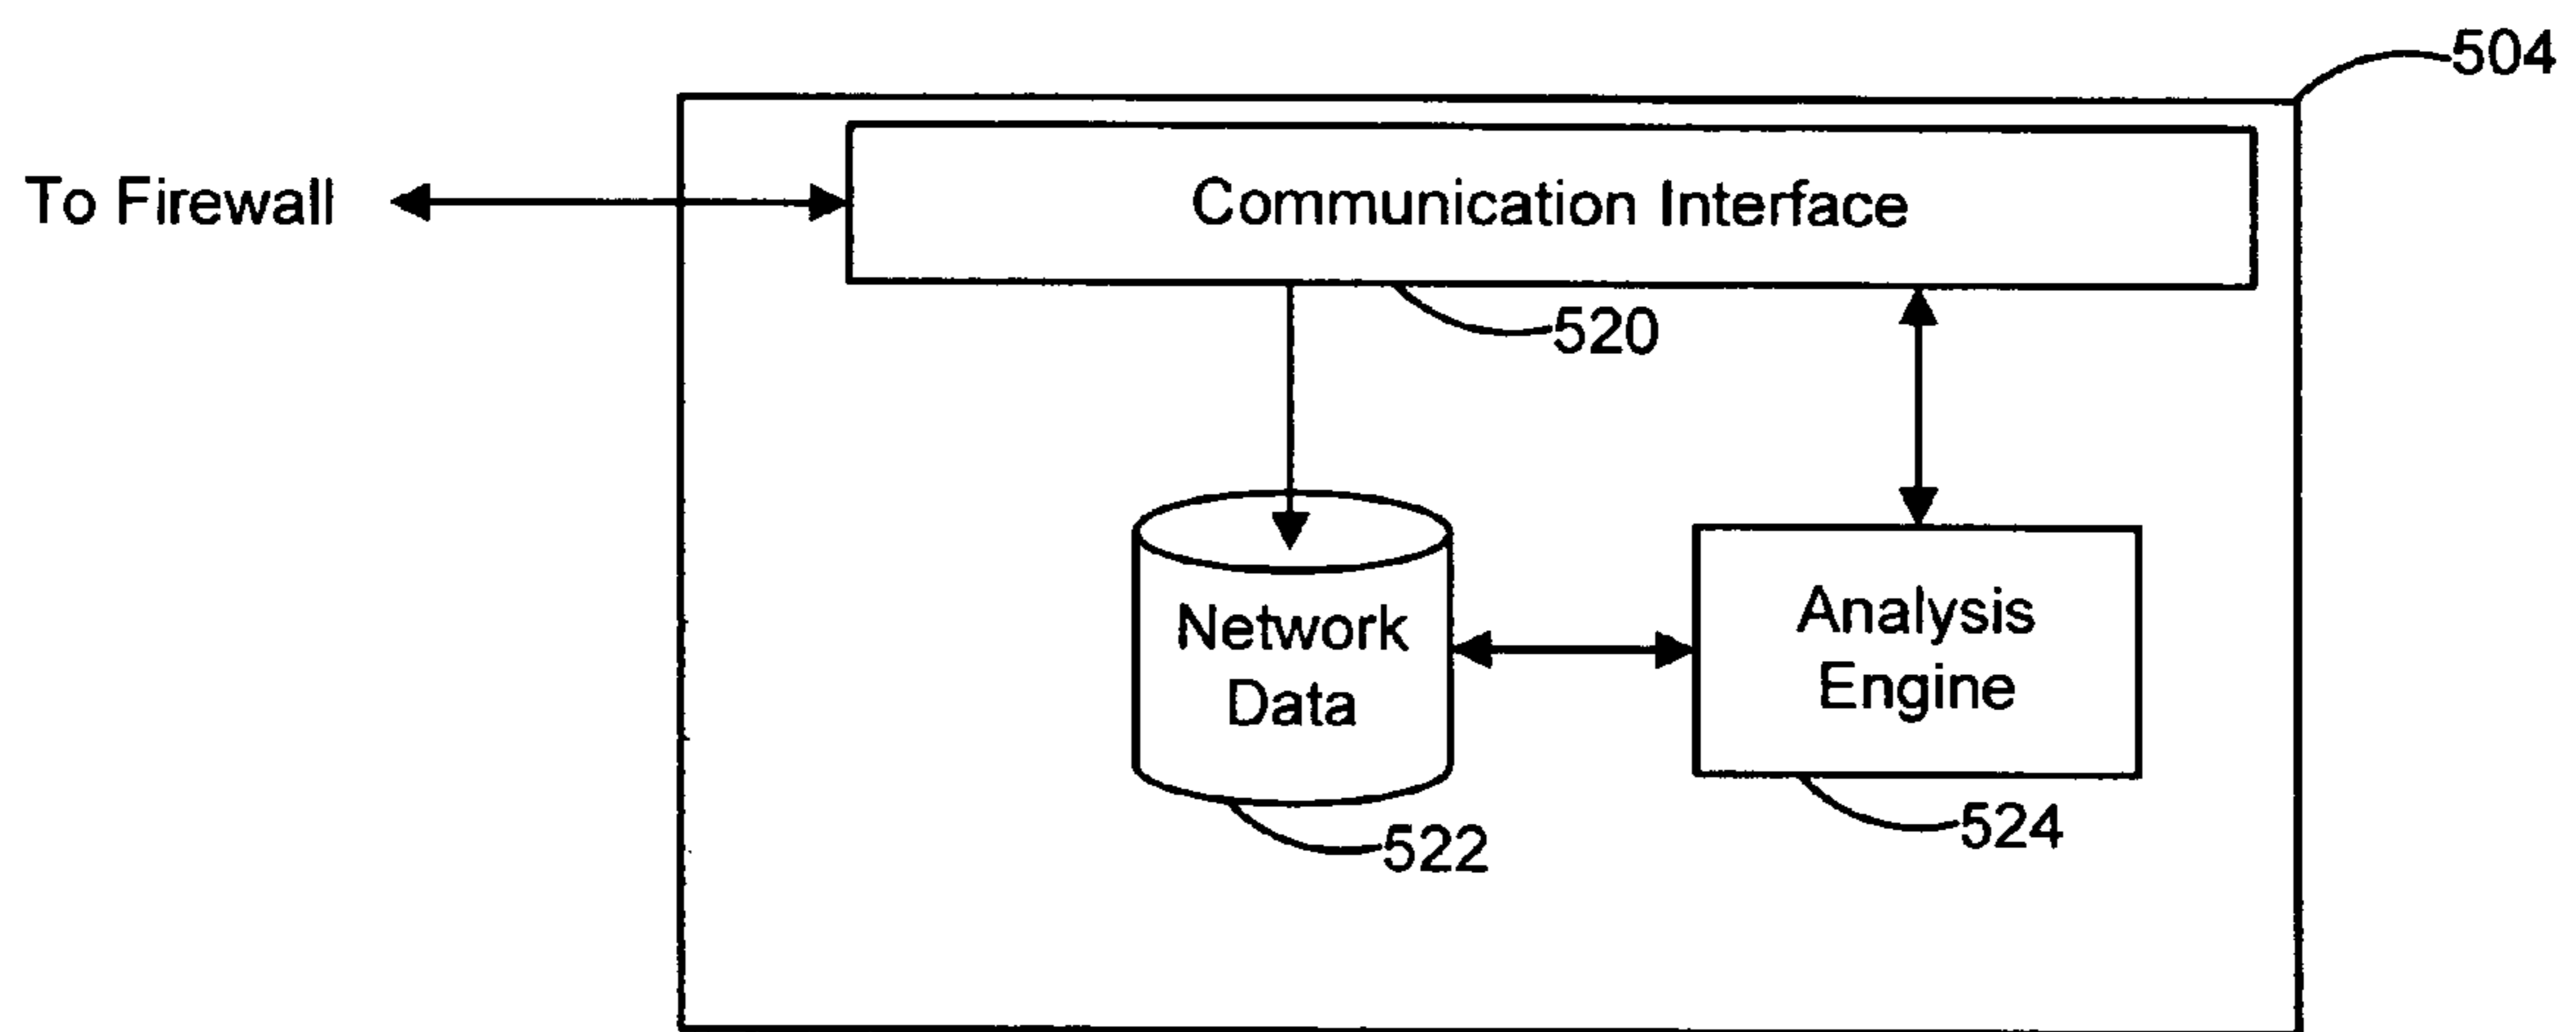 504
To Firewall
Communication Interface
520
Network
Data
Analysis
Engine
522
524